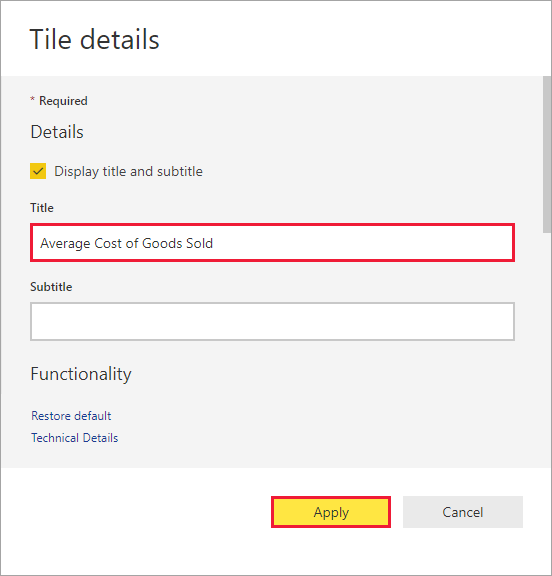 Tile details
* Required
Details
Display title and subtitle
Title
Average Cost of Goods Sold
Subtitle
Functionality
Restore default
Technical Details
Apply Cancel